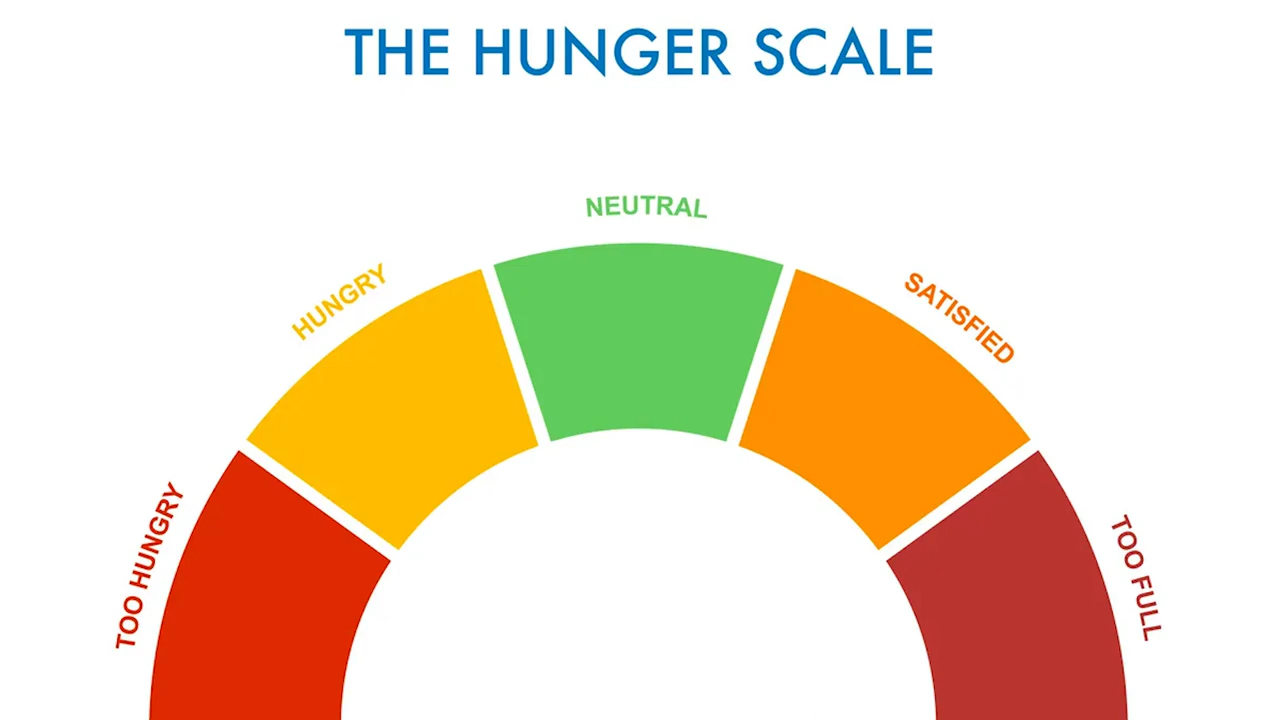 THE HUNGER SCALE
NEUTRAL
HUNGRY
SATISFIED
TOO HUNGRY
TOO FULL